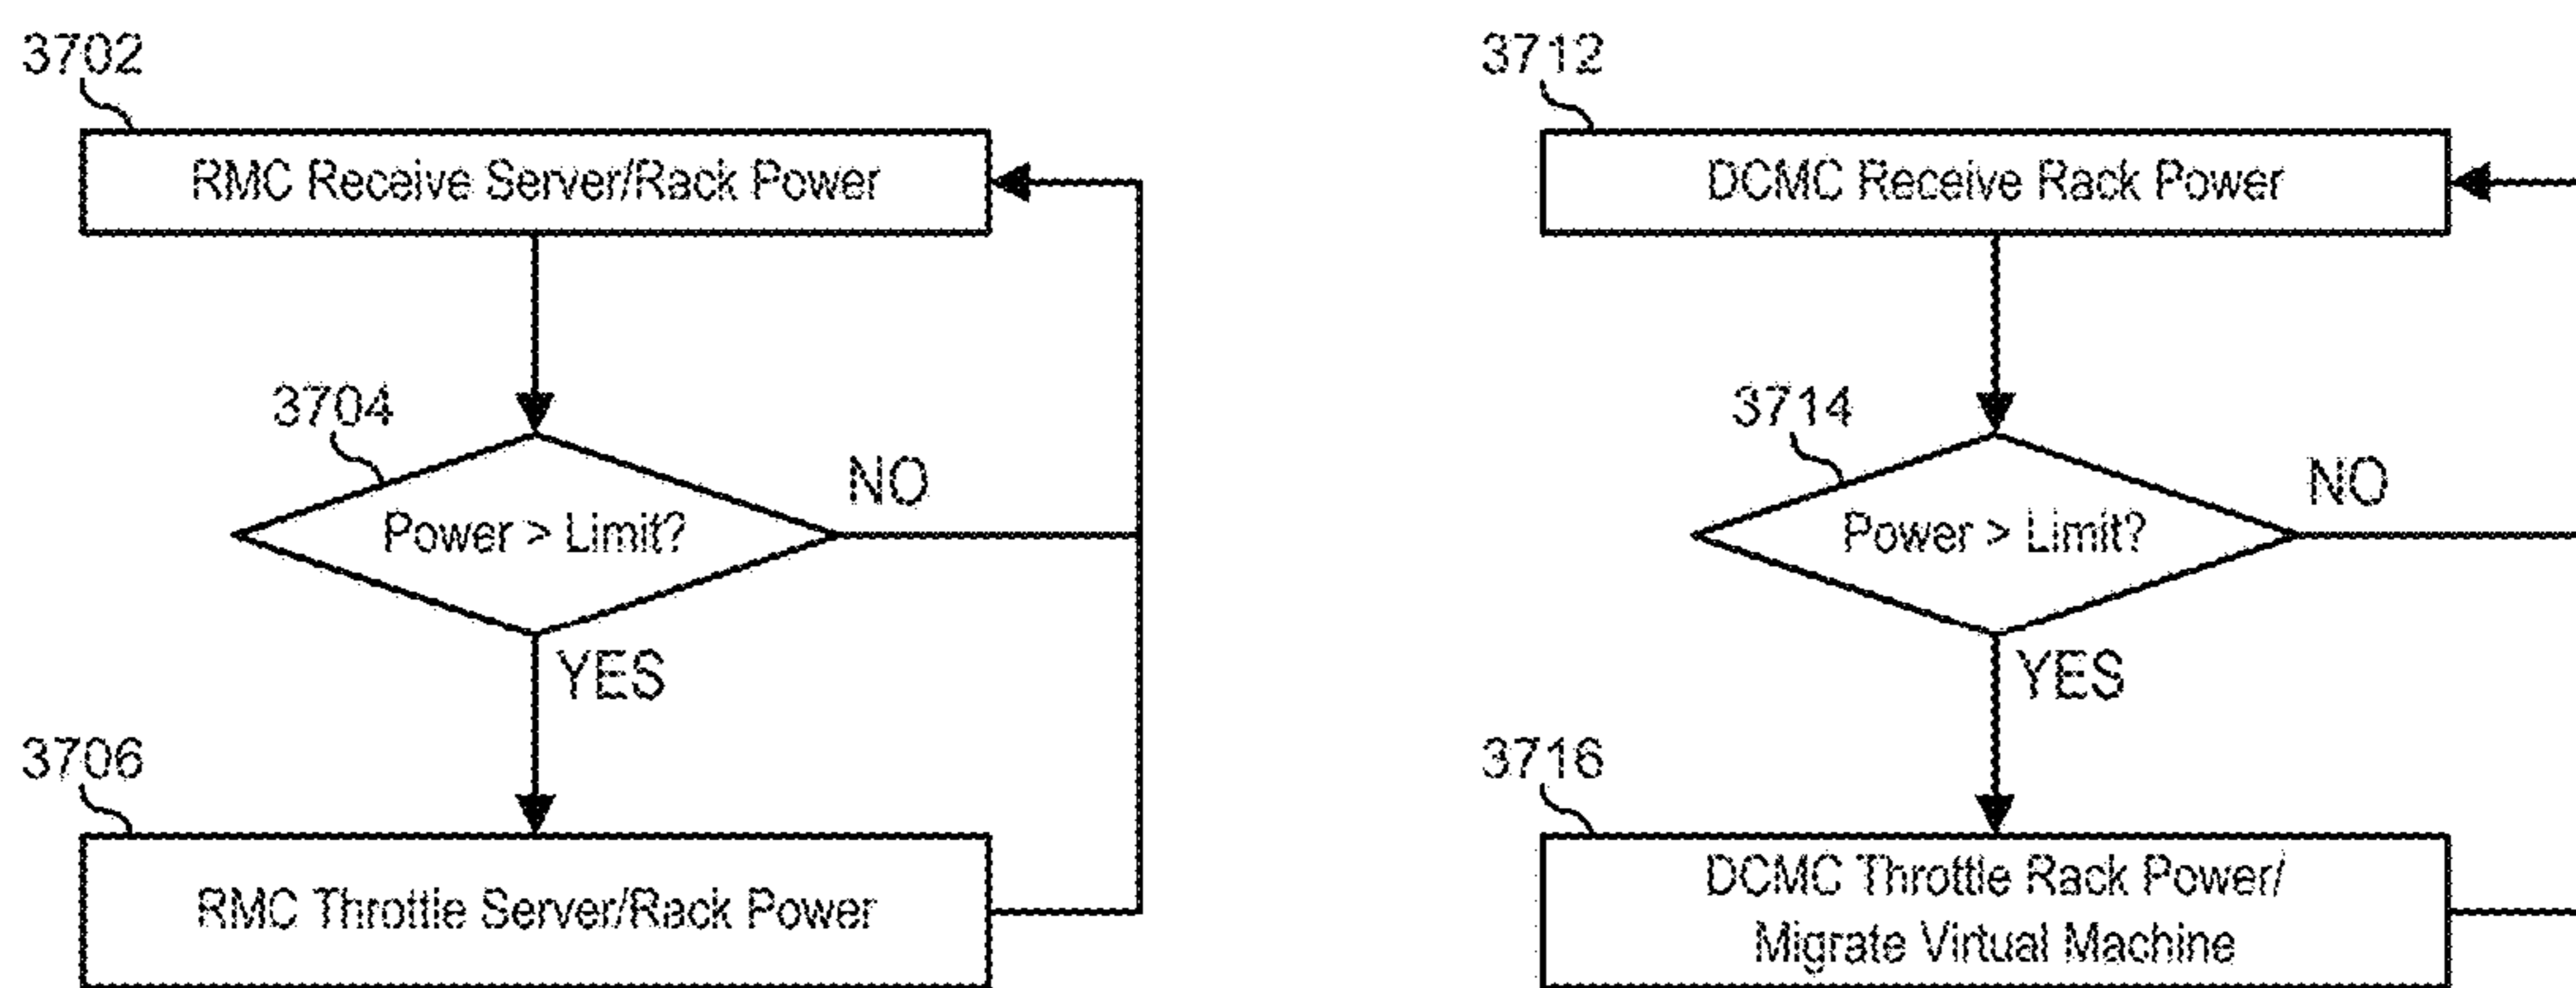 3702
RMC Receive Server/Rack Power
3704
Power > Limit?
NO
YES
3706
RMC Throttle Server/Rack Power
3712
DCMC Receive Rack Power
3714
Power > Limit?
NO
YES
3716
DCMC Throttle Rack Power/
Migrate Virtual Machine